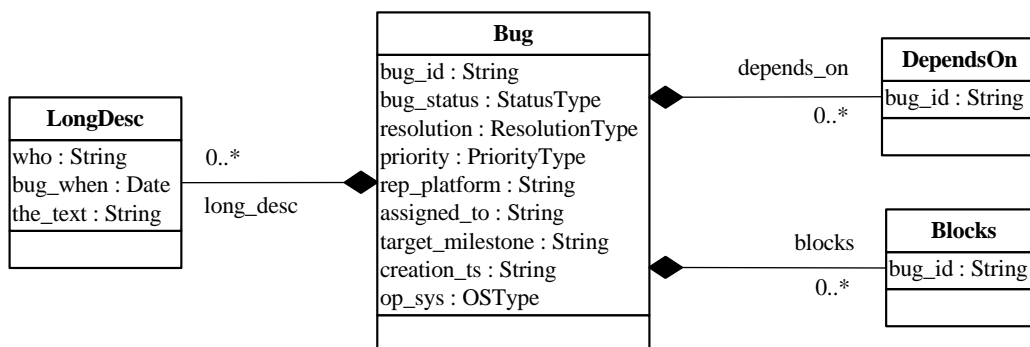 LongDesc
who : String
bug_when : Date
the_text : String
0..*
long_desc
Bug
bug_id : String
bug_status : StatusType
resolution : ResolutionType
priority : PriorityType
rep_platform : String
assigned_to : String
target_milestone : String
creation_ts : String
op_sys : OSType
depends_on
0..*
DependsOn
bug_id : String
blocks
0..*
Blocks
bug_id : String